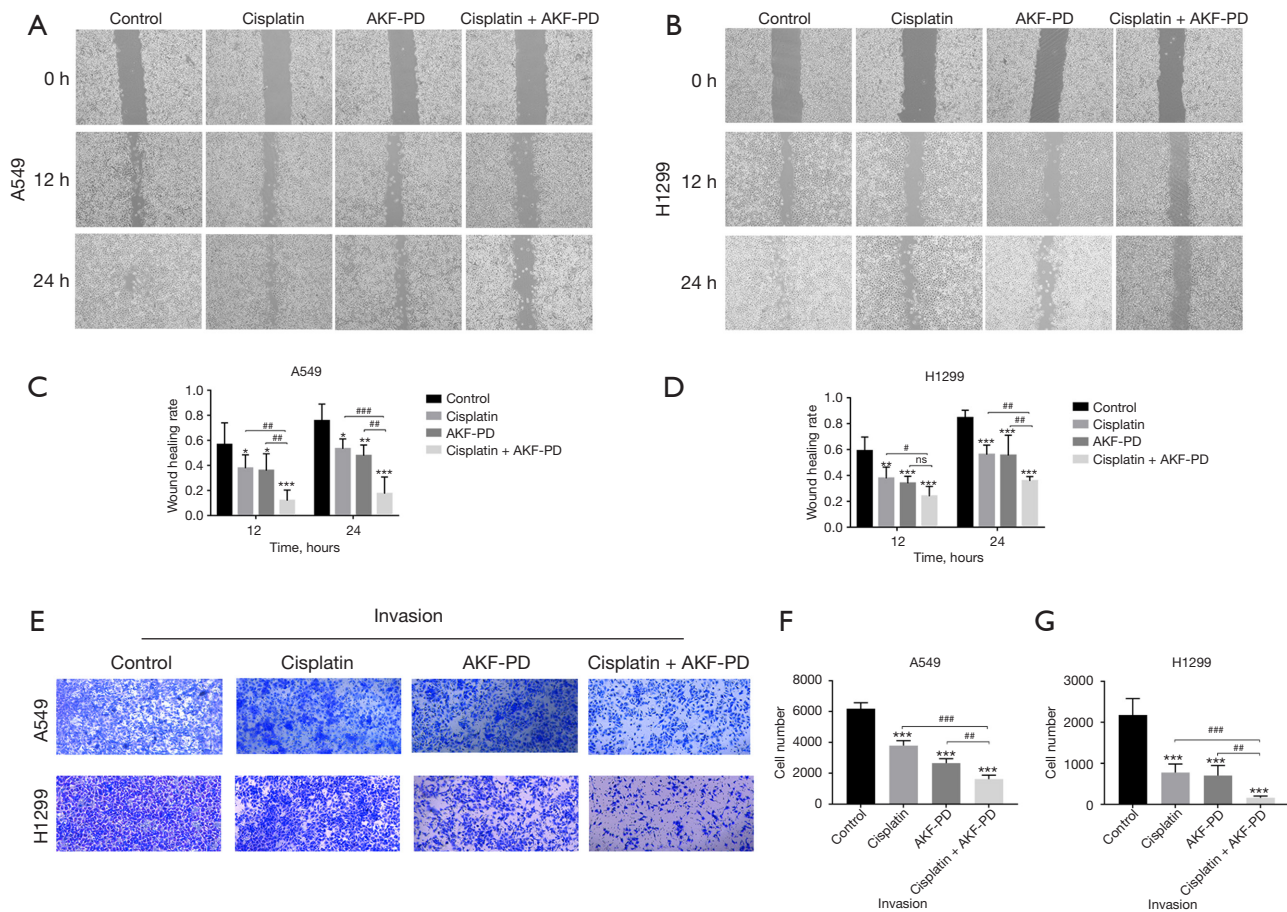 A
Control Cisplatin AKF-PD Cisplatin + AKF-PD
A549
0 h
12 h
24 h
B
Control Cisplatin AKF-PD Cisplatin + AKF-PD
H1299
0 h
12 h
24 h
C
A549
Wound healing rate
1.0
0.8
0.6
0.4
0.2
0.0
* * ***
##
##
* ** ***
###
##
12 24
Time, hours
Control
Cisplatin
AKF-PD
Cisplatin + AKF-PD
D
H1299
Wound healing rate
1.0
0.8
0.6
0.4
0.2
0.0
** *** ***
#
ns
*** *** ***
##
##
12 24
Time, hours
Control
Cisplatin
AKF-PD
Cisplatin + AKF-PD
E
Invasion
Control Cisplatin AKF-PD Cisplatin + AKF-PD
A549
H1299
F
A549
Cell number
8000
6000
4000
2000
0
###
##
*** *** ***
Control Cisplatin AKF-PD Cisplatin + AKF-PD
Invasion
G
H1299
Cell number
3000
2000
1000
0
###
##
*** *** ***
Control Cisplatin AKF-PD Cisplatin + AKF-PD
Invasion